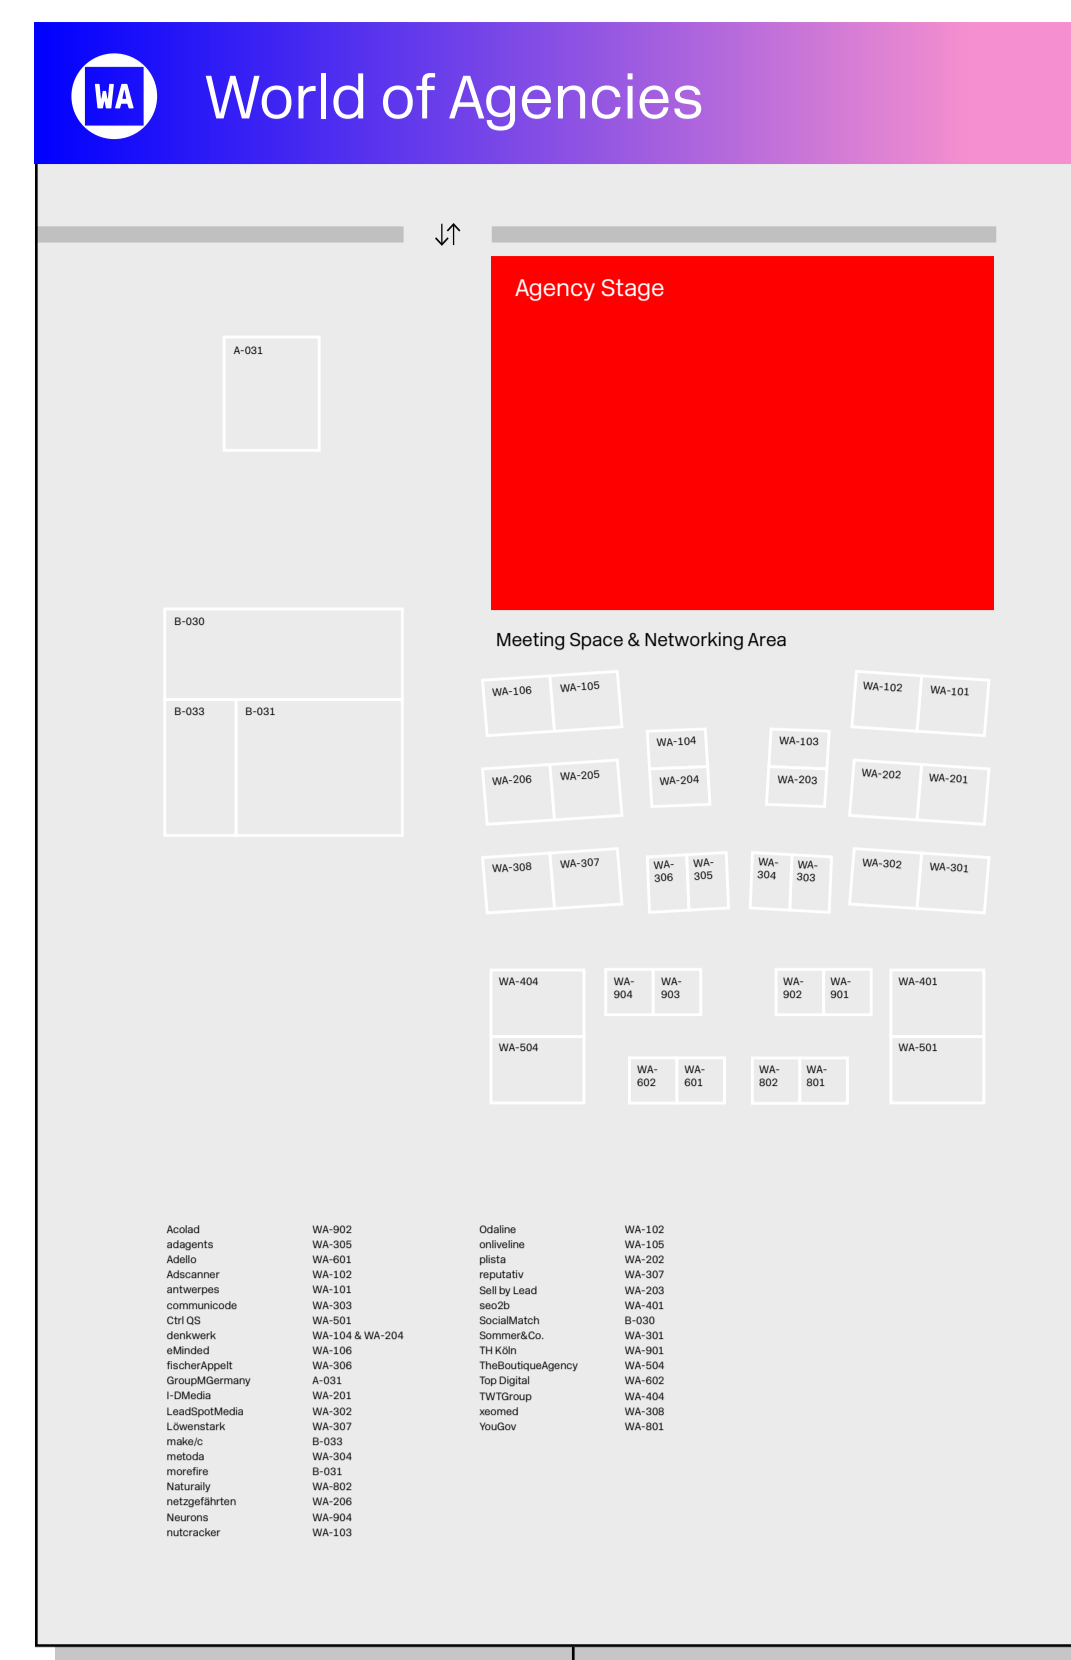 WA
World of Agencies
Agency Stage
A-031
B-030
B-033
B-031
Meeting Space & Networking Area
WA-106
WA-105
WA-102
WA-101
WA-104
WA-103
WA-206
WA-205
WA-204
WA-203
WA-202
WA-201
WA-308
WA-307
WA-
306
WA-
305
WA-
304
WA-
303
WA-302
WA-301
WA-404
WA-
904
WA-
903
WA-
902
WA-
901
WA-401
WA-504
WA-501
WA-
602
WA-
601
WA-
802
WA-
801
Acolad WA-902
adagents WA-305
Adello WA-601
Adscanner WA-102
antwerpes WA-101
communicode WA-303
Ctrl QS WA-501
denkwerk WA-104 & WA-204
eMinded WA-106
fischerAppelt WA-306
GroupMGermany A-031
I-DMedia WA-201
LeadSpotMedia WA-302
Löwenstark WA-307
make/c B-033
metoda WA-304
morefire B-031
Naturaily WA-802
netzgefährten WA-206
Neurons WA-904
nutcracker WA-103
Odaline WA-102
onliveline WA-105
plista WA-202
reputativ WA-307
Sell by Lead WA-203
seo2b WA-401
SocialMatch B-030
Sommer&Co. WA-301
TH Köln WA-901
TheBoutiqueAgency WA-504
Top Digital WA-602
TWTGroup WA-404
xeomed WA-308
YouGov WA-801